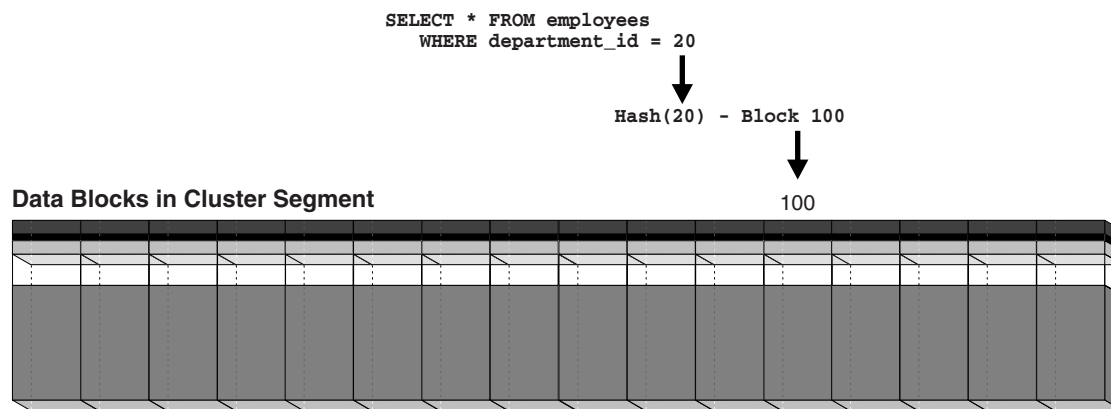 SELECT * FROM employees
WHERE department_id = 20
Hash(20) - Block 100
Data Blocks in Cluster Segment
100